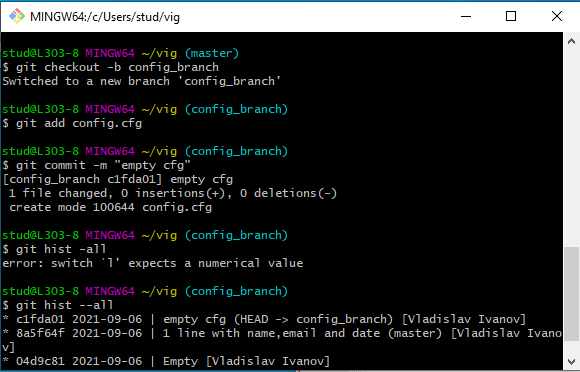 MINGW64:/c/Users/stud/vig
stud@L303-8 MINGW64 ~/vig (master)
$ git checkout -b config_branch
Switched to a new branch 'config_branch'
stud@L303-8 MINGW64 ~/vig (config_branch)
$ git add config.cfg
stud@L303-8 MINGW64 ~/vig (config_branch)
$ git commit -m "empty cfg"
[config_branch c1fda01] empty cfg
1 file changed, 0 insertions(+), 0 deletions(-)
create mode 100644 config.cfg
stud@L303-8 MINGW64 ~/vig (config_branch)
$ git hist -all
error: switch `l' expects a numerical value
stud@L303-8 MINGW64 ~/vig (config_branch)
$ git hist --all
* c1fda01 2021-09-06 | empty cfg (HEAD -> config_branch) [Vladislav Ivanov]
* 8a5f64f 2021-09-06 | 1 line with name,email and date (master) [Vladislav Ivano
v]
* 04d9c81 2021-09-06 | Empty [Vladislav Ivanov]